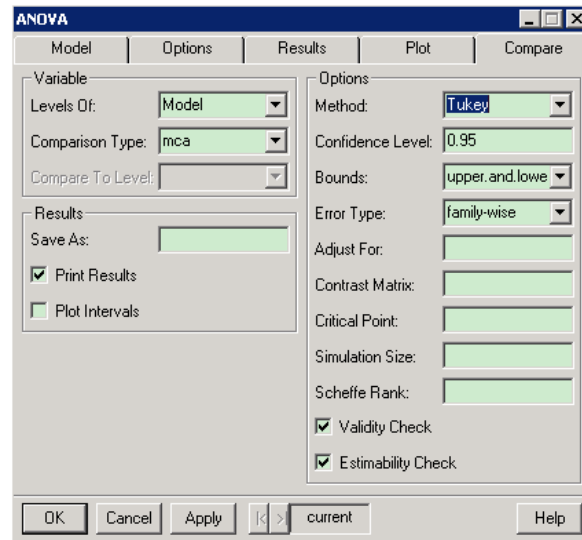 ANOVA
Model Options Results Plot Compare
Variable
Levels Of: Model
Comparison Type: mca
Compare To Level:
Results
Save As:
Print Results
Plot Intervals
Options
Method: Tukey
Confidence Level: 0.95
Bounds: upper.and.lowe
Error Type: family-wise
Adjust For:
Contrast Matrix:
Critical Point:
Simulation Size:
Scheffe Rank:
Validity Check
Estimability Check
OK Cancel Apply current Help